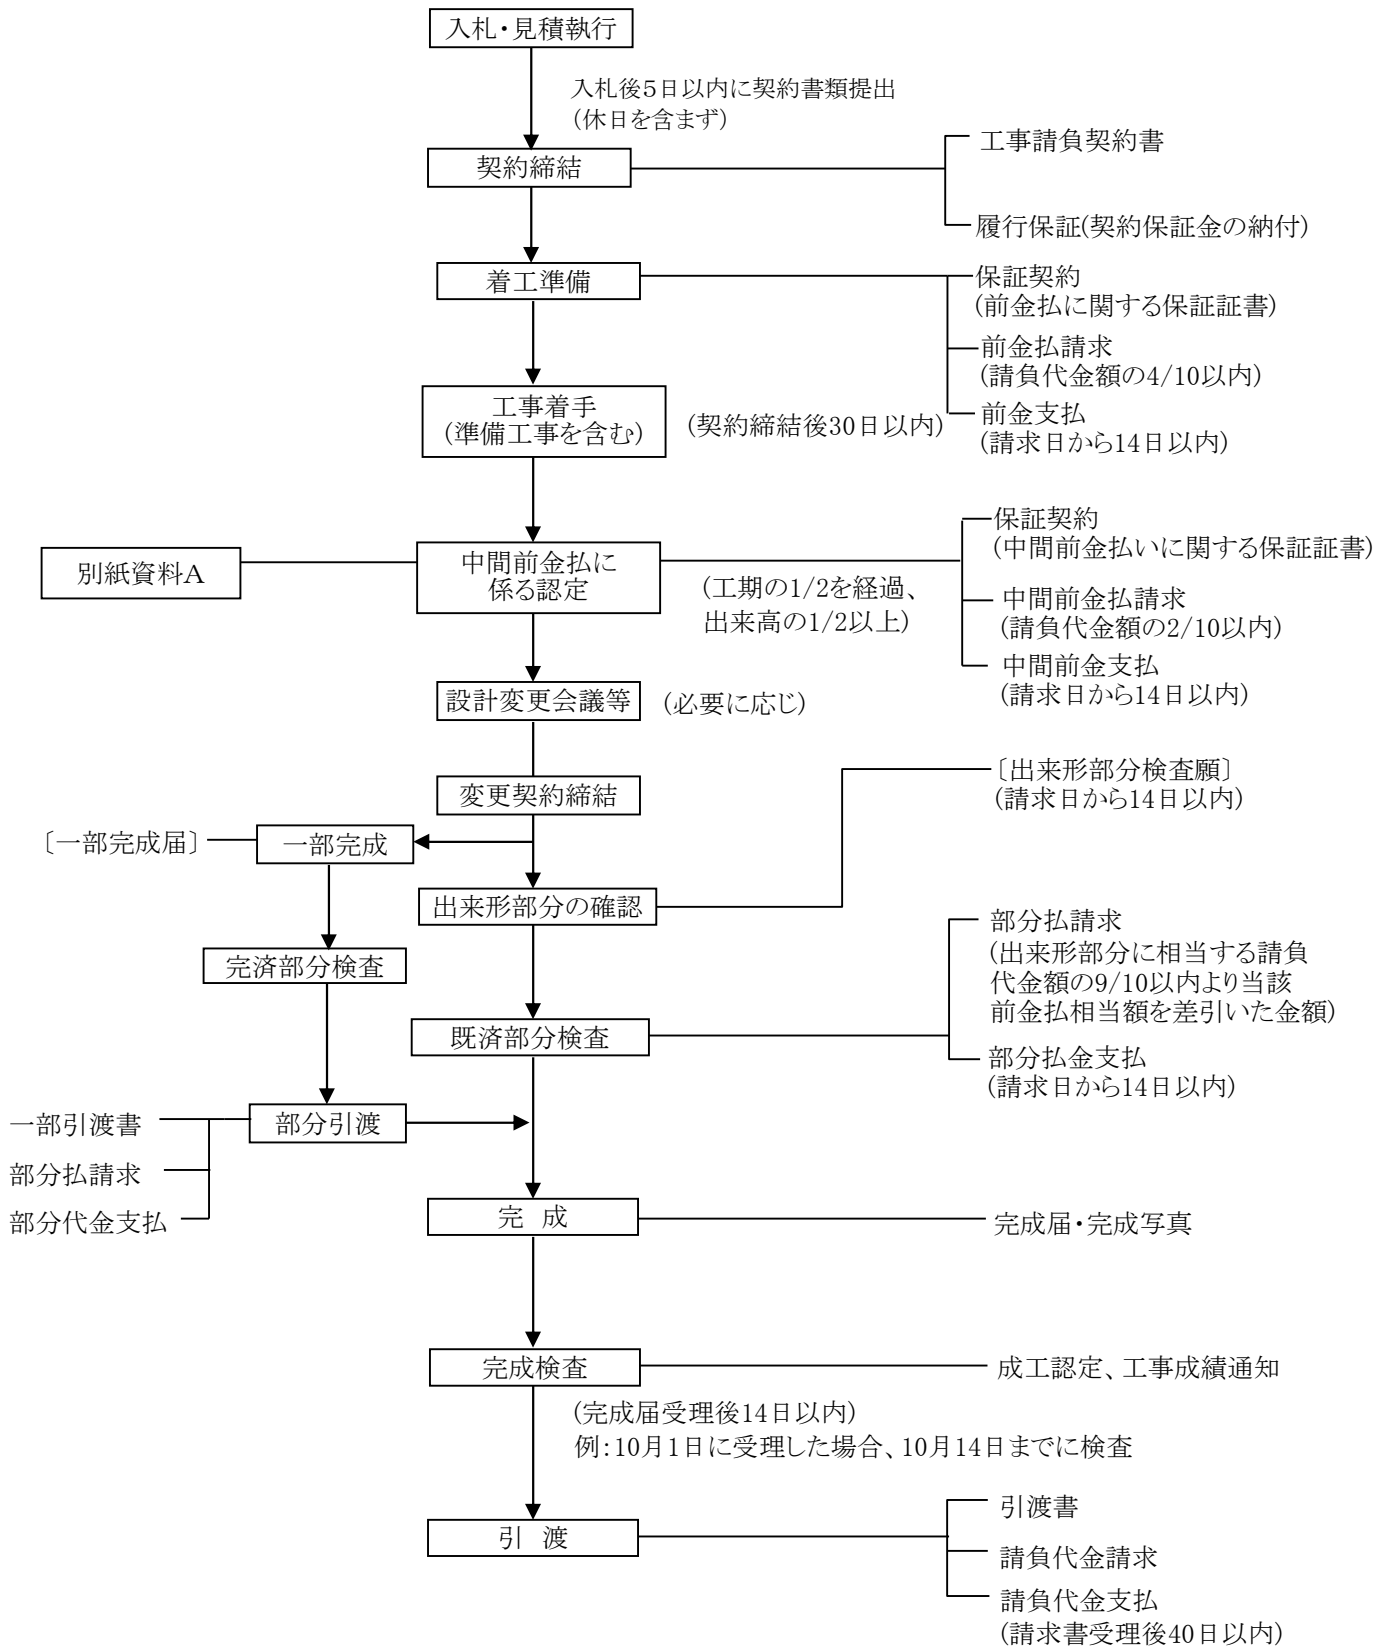 入札・見積執行
入札後5日以内に契約書類提出
(休日を含まず)
契約締結
工事請負契約書
履行保証(契約保証金の納付)
着工準備
保証契約
(前金払に関する保証証書)
前金払請求
(請負代金額の4/10以内)
前金支払
(請求日から14日以内)
工事着手
(準備工事を含む)
(契約締結後30日以内)
別紙資料A
中間前金払に
係る認定
(工期の1/2を経過、
出来高の1/2以上)
保証契約
(中間前金払いに関する保証証書)
中間前金払請求
(請負代金額の2/10以内)
中間前金支払
(請求日から14日以内)
設計変更会議等
(必要に応じ)
変更契約締結
〔出来形部分検査願〕
(請求日から14日以内)
〔一部完成届〕
一部完成
出来形部分の確認
完済部分検査
部分払請求
(出来形部分に相当する請負
代金額の9/10以内より当該
前金払相当額を差引いた金額)
既済部分検査
部分払金支払
(請求日から14日以内)
一部引渡書
部分引渡
部分払請求
部分代金支払
完 成
完成届・完成写真
完成検査
成工認定、工事成績通知
(完成届受理後14日以内)
例:10月1日に受理した場合、10月14日までに検査
引 渡
引渡書
請負代金請求
請負代金支払
(請求書受理後40日以内)